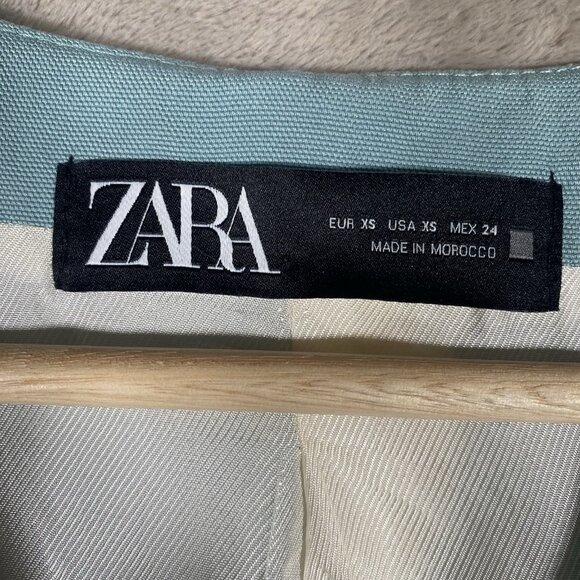 ZARA
EUR XS USA XS MEX 24
MADE IN MOROCCO